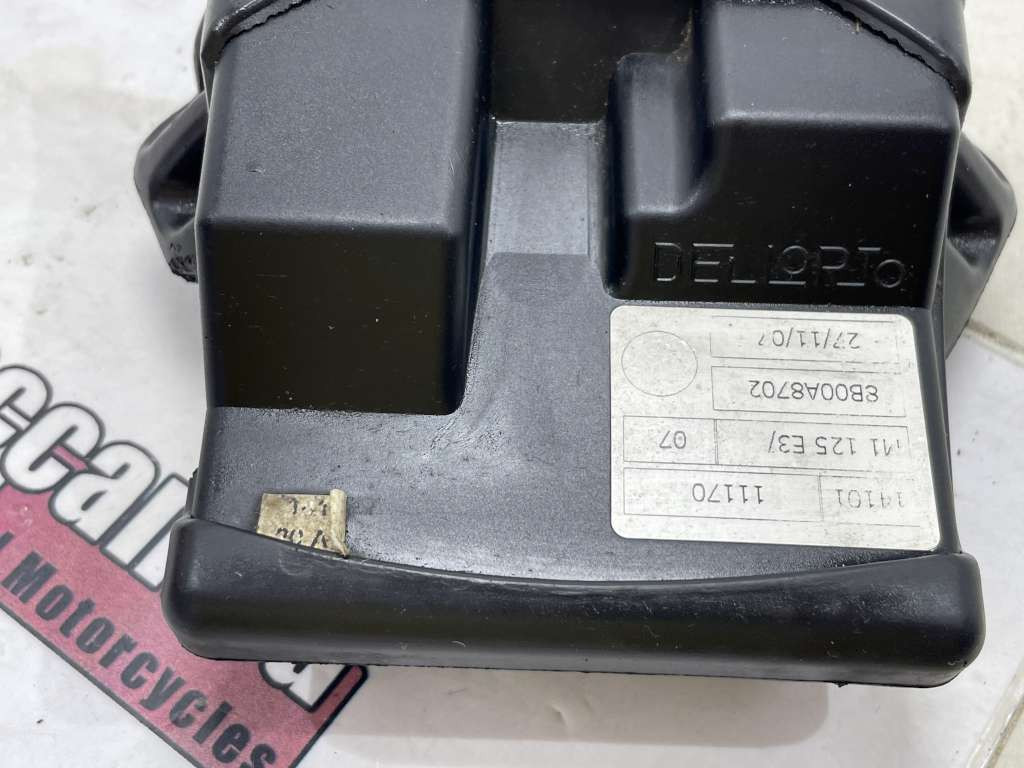 DELLORTO
14101 11170
M1 125 E3/ 07
8B00A8702
27/11/07
Motorcycles